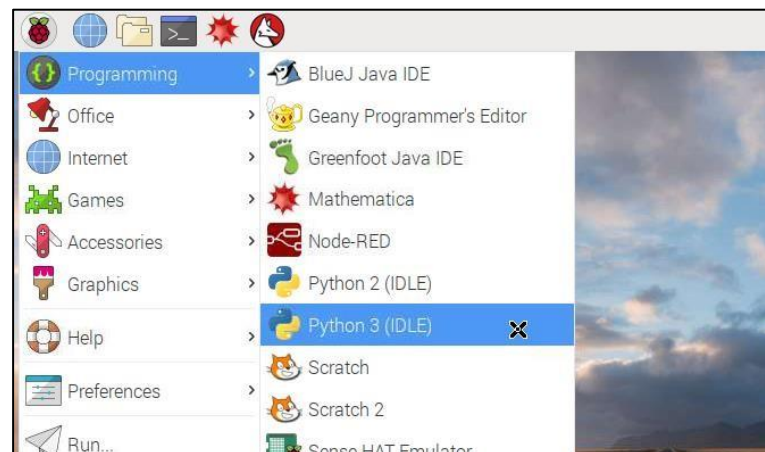 Programming
Office
Internet
Games
Accessories
Graphics
Help
Preferences
Run...
BlueJ Java IDE
Geany Programmer's Editor
Greenfoot Java IDE
Mathematica
Node-RED
Python 2 (IDLE)
Python 3 (IDLE)
Scratch
Scratch 2
Sense HAT Emulator